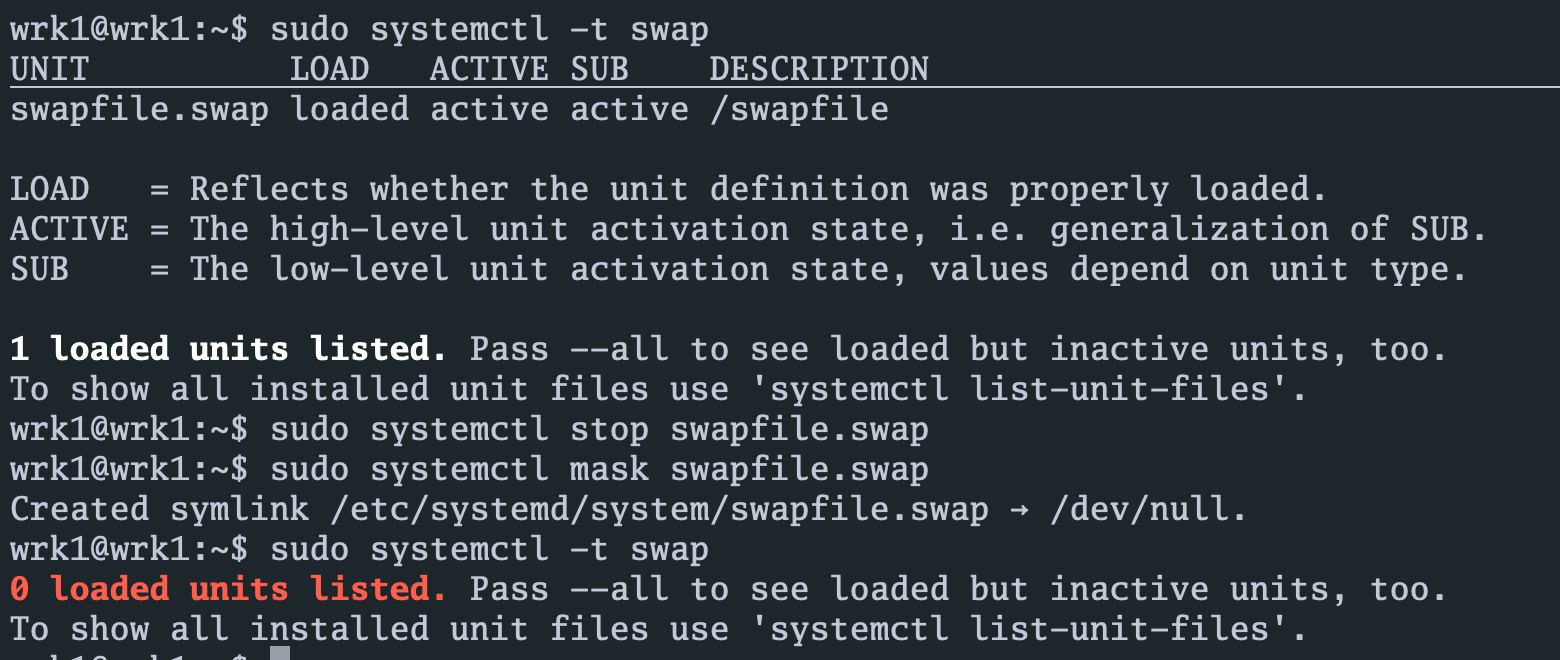 wrk1@wrk1:~$ sudo systemctl -t swap
UNIT          LOAD   ACTIVE SUB    DESCRIPTION
swapfile.swap loaded active active /swapfile
LOAD   = Reflects whether the unit definition was properly loaded.
ACTIVE = The high-level unit activation state, i.e. generalization of SUB.
SUB    = The low-level unit activation state, values depend on unit type.
1 loaded units listed. Pass --all to see loaded but inactive units, too.
To show all installed unit files use 'systemctl list-unit-files'.
wrk1@wrk1:~$ sudo systemctl stop swapfile.swap
wrk1@wrk1:~$ sudo systemctl mask swapfile.swap
Created symlink /etc/systemd/system/swapfile.swap → /dev/null.
wrk1@wrk1:~$ sudo systemctl -t swap
0 loaded units listed. Pass --all to see loaded but inactive units, too.
To show all installed unit files use 'systemctl list-unit-files'.